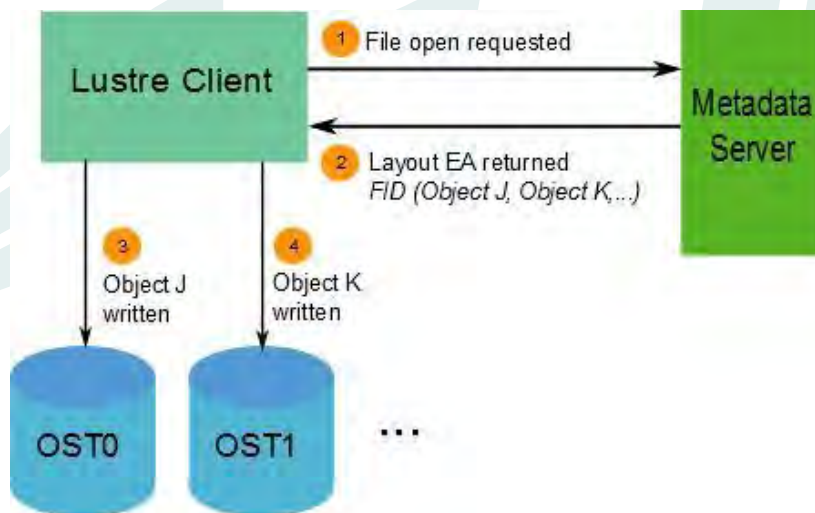 Lustre Client
1 File open requested
Metadata
Server
2 Layout EA returned
FID (Object J, Object K,...)
3
Object J
written
4
Object K
written
OST0
OST1
...